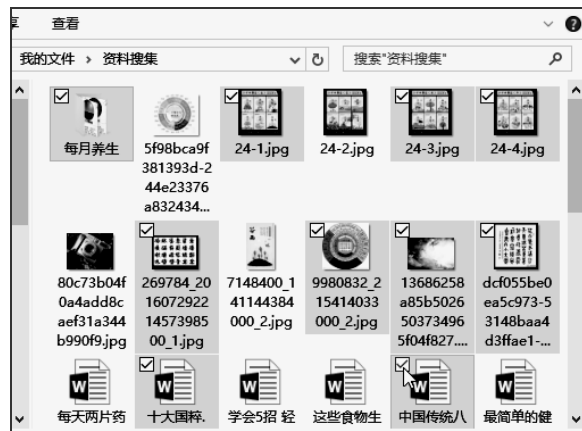 享 查看
我的文件 › 资料搜集 搜索"资料搜集"
每月养生
5f98bca9f
381393d-2
44e23376
a832434...
24-1.jpg
24-2.jpg
24-3.jpg
24-4.jpg
80c73b04f
0a4add8c
aef31a344
b990f9.jpg
269784_20
16072922
14573985
00_1.jpg
7148400_1
41144384
000_2.jpg
9980832_2
15414033
000_2.jpg
13686258
a85b5026
50373496
5f04f827....
dcf055be0
ea5c973-5
3148baa4
d3ffae1-...
每天两片药
十大国粹.
学会5招 轻
这些食物生
中国传统八
最简单的健